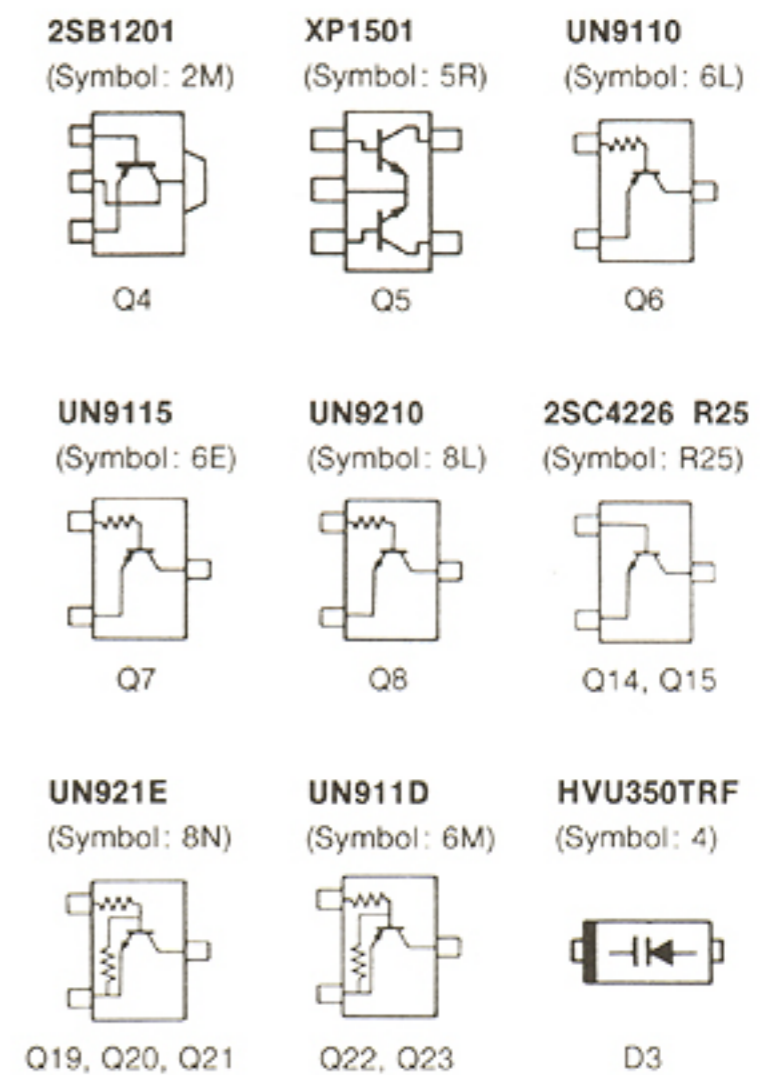 2SB1201
(Symbol: 2M)
Q4
XP1501
(Symbol: 5R)
Q5
UN9110
(Symbol: 6L)
Q6
UN9115
(Symbol: 6E)
Q7
UN9210
(Symbol: 8L)
Q8
2SC4226 R25
(Symbol: R25)
Q14, Q15
UN921E
(Symbol: 8N)
Q19, Q20, Q21
UN911D
(Symbol: 6M)
Q22, Q23
HVU350TRF
(Symbol: 4)
D3